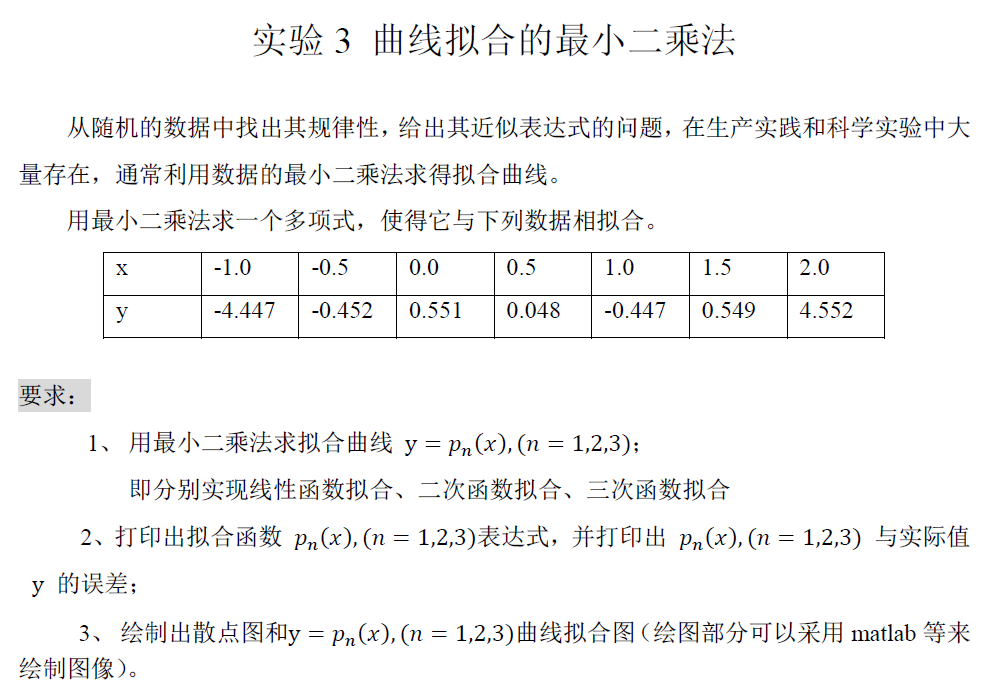 实验 3 曲线拟合的最小二乘法
从随机的数据中找出其规律性，给出其近似表达式的问题，在生产实践和科学实验中大
量存在，通常利用数据的最小二乘法求得拟合曲线。
用最小二乘法求一个多项式，使得它与下列数据相拟合。
x -1.0 -0.5 0.0 0.5 1.0 1.5 2.0
y -4.447 -0.452 0.551 0.048 -0.447 0.549 4.552
要求：
1、 用最小二乘法求拟合曲线 y = pₙ(x), (n = 1,2,3)；
即分别实现线性函数拟合、二次函数拟合、三次函数拟合
2、打印出拟合函数 pₙ(x), (n = 1,2,3)表达式，并打印出 pₙ(x), (n = 1,2,3) 与实际值
y 的误差；
3、 绘制出散点图和y = pₙ(x), (n = 1,2,3)曲线拟合图（绘图部分可以采用 matlab 等来
绘制图像）。